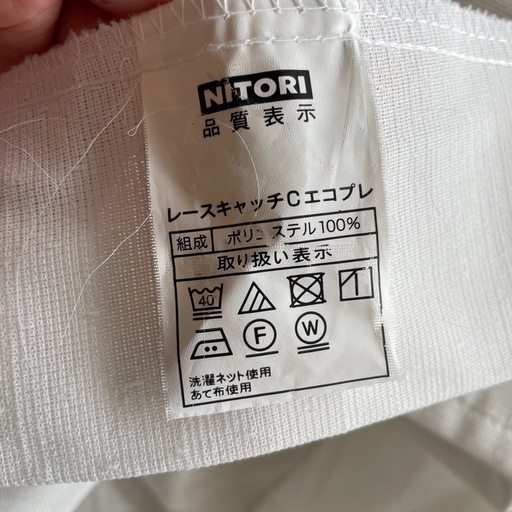 NiTORI
品質表示
レースキャッチCエコプレ
組成 ポリエステル100%
取り扱い表示
40
F W
洗濯ネット使用
あて布使用